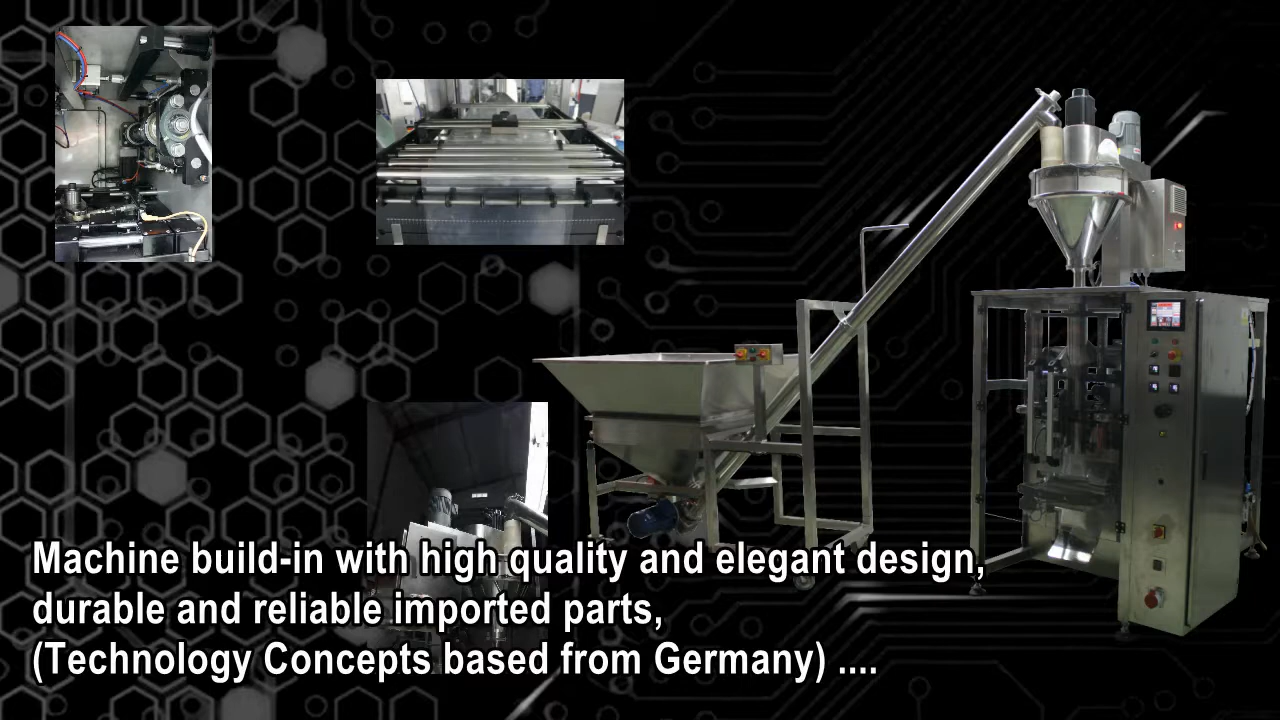 Machine build-in with high quality and elegant design,
durable and reliable imported parts,
(Technology Concepts based from Germany) ....